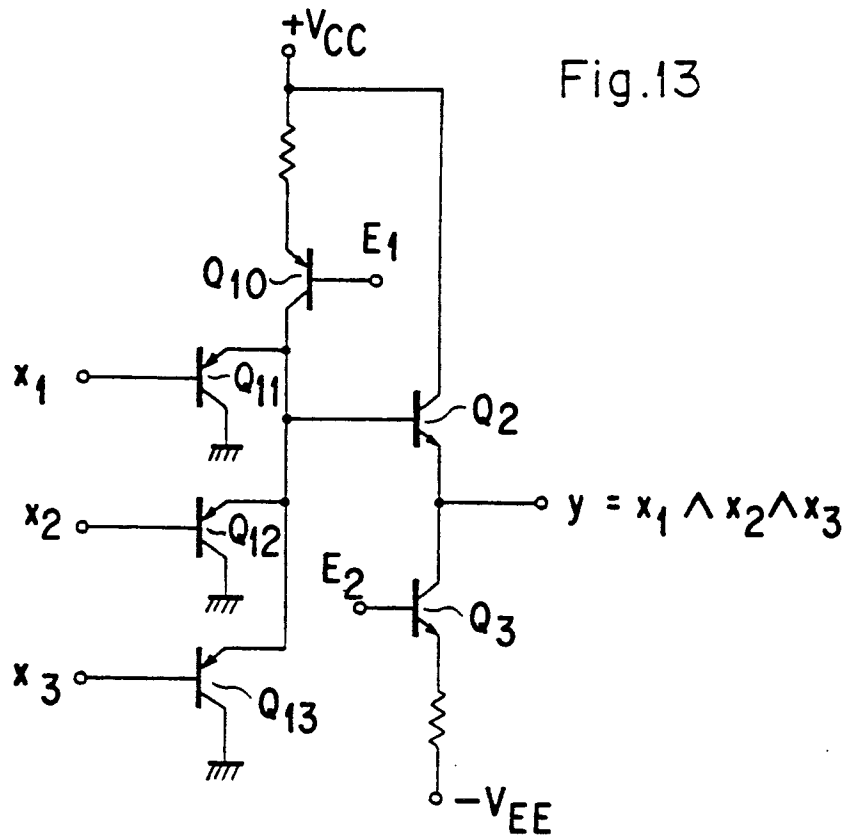 +VCC
Fig.13
E1
Q10
x1
Q11
Q2
x2
Q12
y = x1 ∧ x2 ∧ x3
E2
Q3
x3
Q13
-VEE